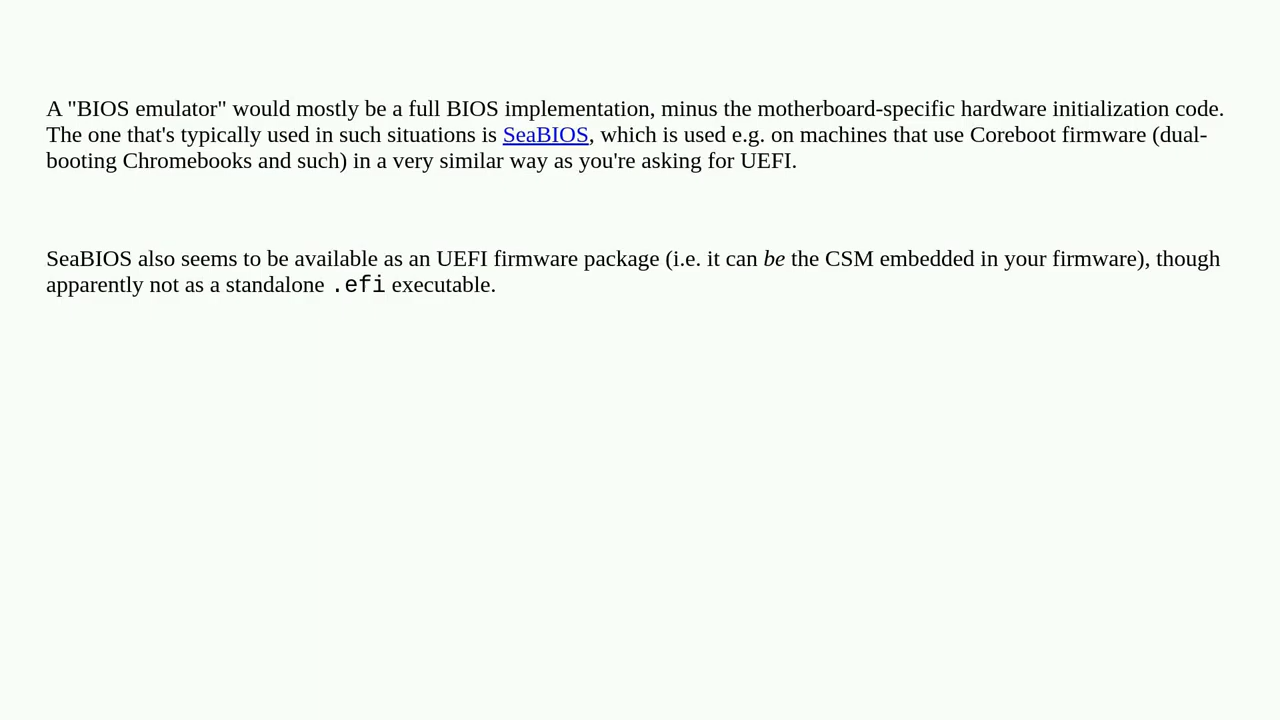 A "BIOS emulator" would mostly be a full BIOS implementation, minus the motherboard-specific hardware initialization code.
The one that's typically used in such situations is SeaBIOS, which is used e.g. on machines that use Coreboot firmware (dual-
booting Chromebooks and such) in a very similar way as you're asking for UEFI.
SeaBIOS also seems to be available as an UEFI firmware package (i.e. it can be the CSM embedded in your firmware), though
apparently not as a standalone .efi executable.